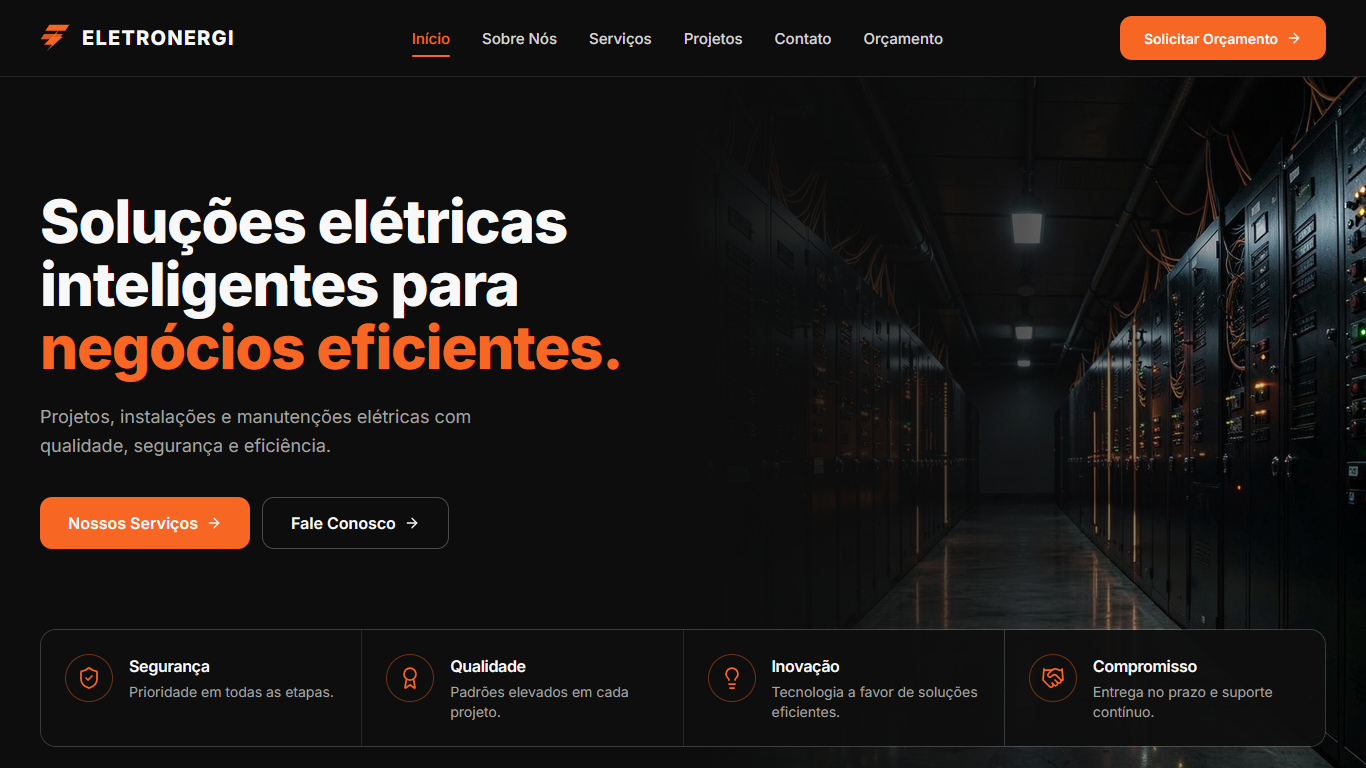 ELETRONERGI
Início
Sobre Nós
Serviços
Projetos
Contato
Orçamento
Solicitar Orçamento
Soluções elétricas
inteligentes para
negócios eficientes.
Projetos, instalações e manutenções elétricas com
qualidade, segurança e eficiência.
Nossos Serviços
Fale Conosco
Segurança
Prioridade em todas as etapas.
Qualidade
Padrões elevados em cada
projeto.
Inovação
Tecnologia a favor de soluções
eficientes.
Compromisso
Entrega no prazo e suporte
contínuo.